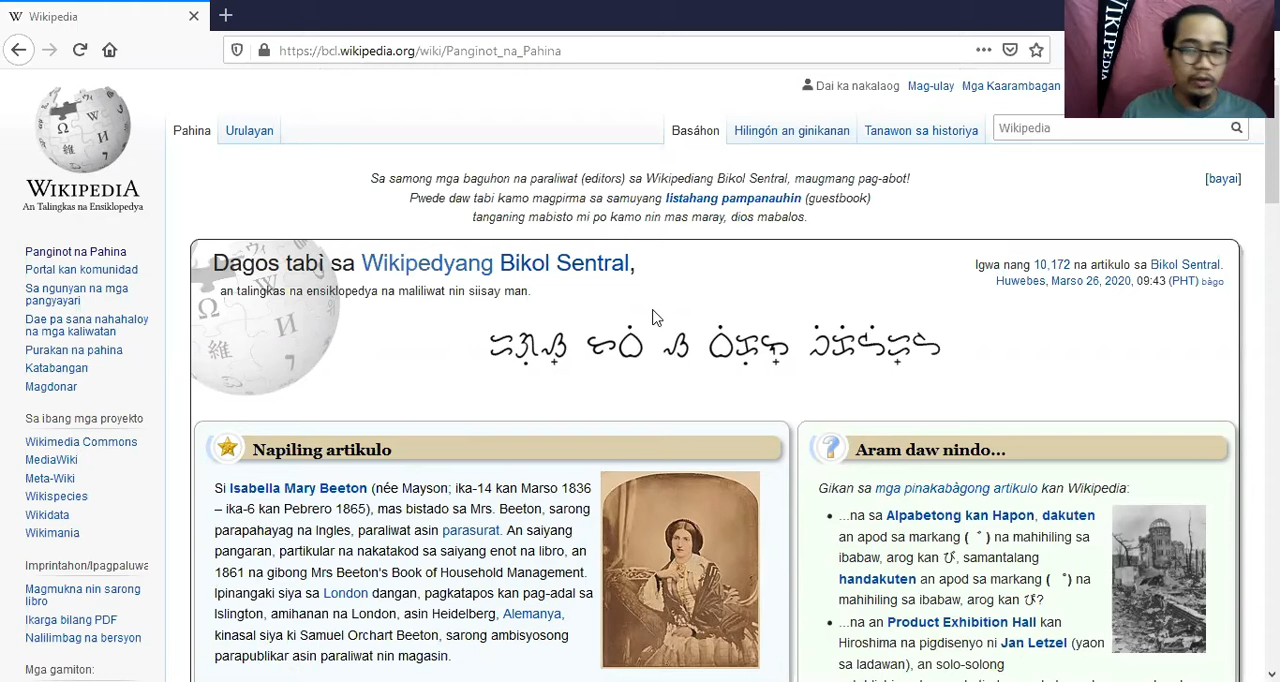 Wikipedia
https://bcl.wikipedia.org/wiki/Panginot_na_Pahina
WIKIPEDIA
Dai ka nakalaog Mag-ulay Mga Kaarambagan
Pahina Urulayan Basáhon Hilingón an ginikanan Tanawon sa historiya Wikipedia
WIKIPEDIA
An Talingkas na Ensiklopedya
Sa samong mga baguhon na paraliwat (editors) sa Wikipediang Bikol Sentral, maugmang pag-abot!
Pwede daw tabi kamo magpirma sa samuyang listahang pampanauhin (guestbook)
tanganing mabisto mi po kamo nin mas maray, dios mabalos.
[bayai]
Panginot na Pahina
Portal kan komunidad
Sa ngunyan na mga
pangyayari
Dae pa sana nahahaloy
na mga kaliwatan
Purakan na pahina
Katabangan
Magdonar
Sa ibang mga proyekto
Wikimedia Commons
MediaWiki
Meta-Wiki
Wikispecies
Wikidata
Wikimania
Imprintahon/Ipagpaluwa
Magmukna nin sarong
libro
Ikarga bilang PDF
Nalilimbag na bersyon
Mga gamiton:
Dagos tabi sa Wikipedyang Bikol Sentral,
an talingkas na ensiklopedya na maliliwat nin siisay man.
Igwa nang 10,172 na artikulo sa Bikol Sentral.
Huwebes, Marso 26, 2020, 09:43 (PHT) bàgo
Napiling artikulo
Si Isabella Mary Beeton (née Mayson; ika-14 kan Marso 1836
– ika-6 kan Pebrero 1865), mas bistado sa Mrs. Beeton, sarong
parapahayag na Ingles, paraliwat asin parasurat. An saiyang
pangaran, partikular na nakatakod sa saiyang enot na libro, an
1861 na gibong Mrs Beeton's Book of Household Management.
Ipinangaki siya sa London dangan, pagkatapos kan pag-adal sa
Islington, amihanan na London, asin Heidelberg, Alemanya,
kinasal siya ki Samuel Orchart Beeton, sarong ambisyosong
parapublikar asin paraliwat nin magasin.
Aram daw nindo...
Gikan sa mga pinakabàgong artikulo kan Wikipedia:
...na sa Alpabetong kan Hapon, dakuten
an apod sa markang ( ゛) na mahihiling sa
ibabaw, arog kan び, samantalang
handakuten an apod sa markang ( ゜) na
mahihiling sa ibabaw, arog kan ぴ?
...na an Product Exhibition Hall kan
Hiroshima na pigdisenyo ni Jan Letzel (yaon
sa ladawan), an solo-solong